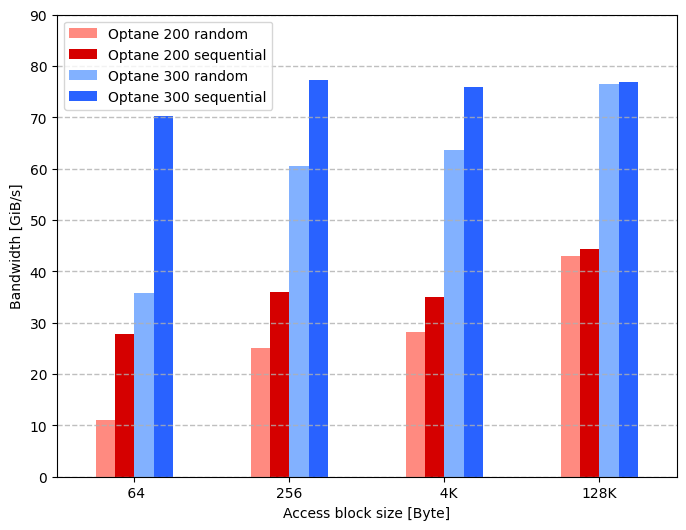 90
80
70
60
50
40
30
20
10
0
Bandwidth [GiB/s]
Optane 200 random
Optane 200 sequential
Optane 300 random
Optane 300 sequential
64
256
4K
128K
Access block size [Byte]